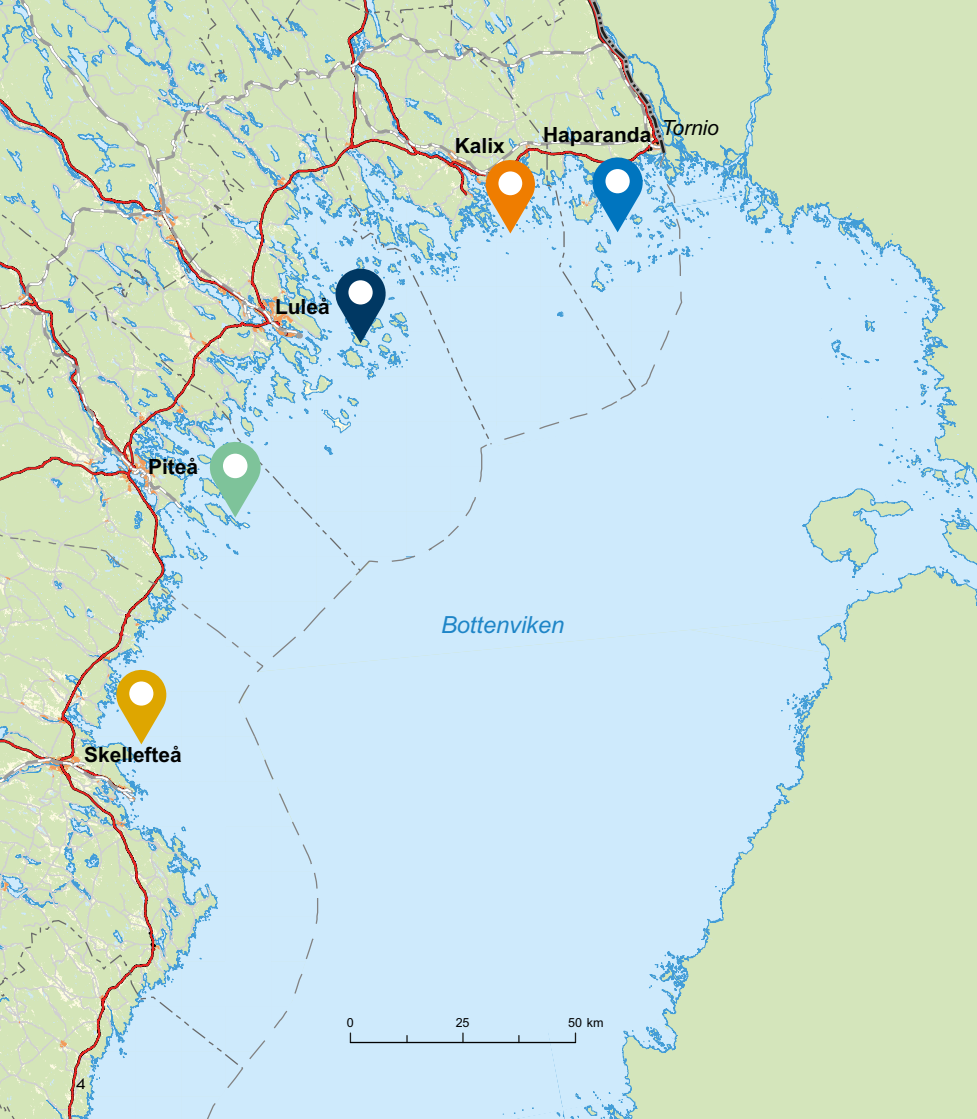 Haparanda
Tornio
Kalix
Luleå
Piteå
Bottenviken
Skellefteå
0 25 50 km
4